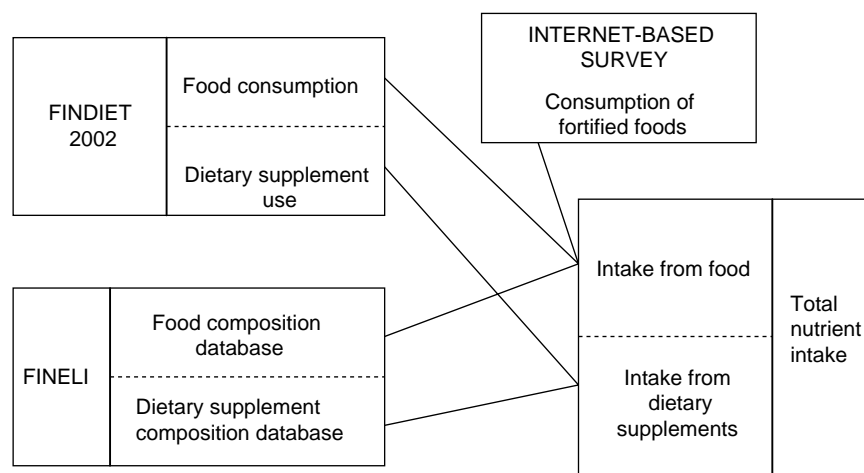 FINDIET
2002
Food consumption
Dietary supplement
use
INTERNET-BASED
SURVEY
Consumption of
fortified foods
FINELI
Food composition
database
Dietary supplement
composition database
Intake from food
Intake from
dietary
supplements
Total
nutrient
intake